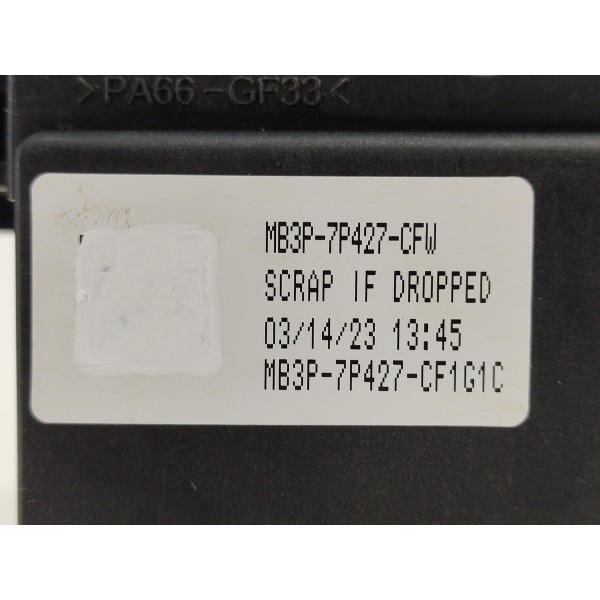 >PA66-GF33<
MB3P-7P427-CFW
SCRAP IF DROPPED
03/14/23 13:45
MB3P-7P427-CF1G1C